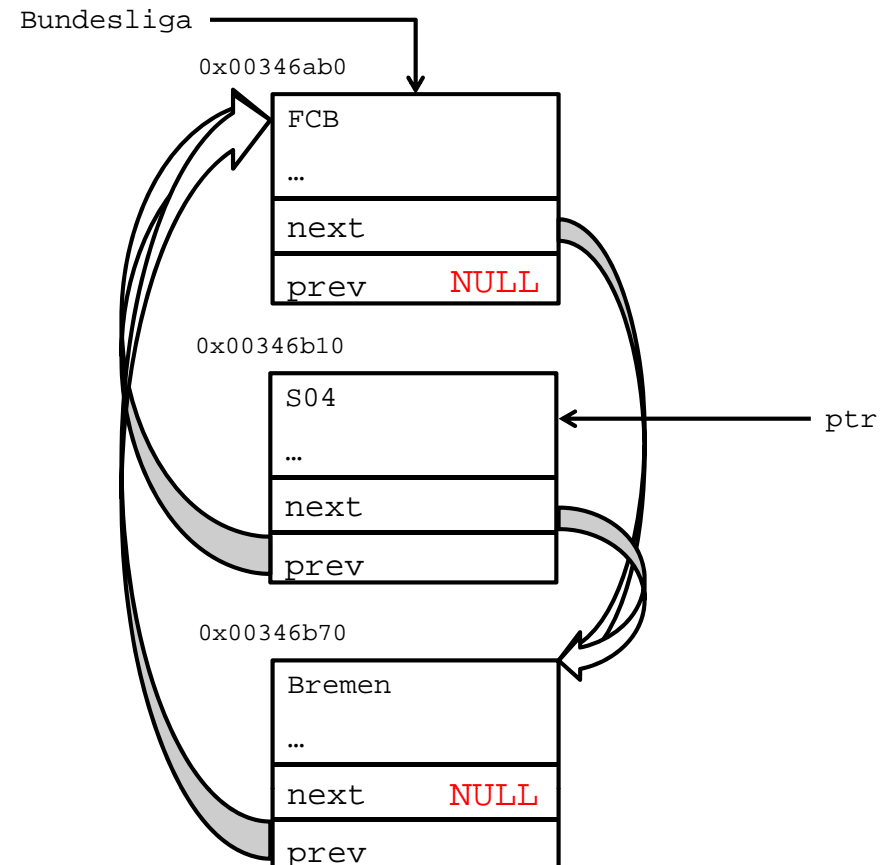 Bundesliga
0x00346ab0
FCB
…
next
prev NULL
0x00346b10
S04
…
next
prev
ptr
0x00346b70
Bremen
…
next NULL
prev